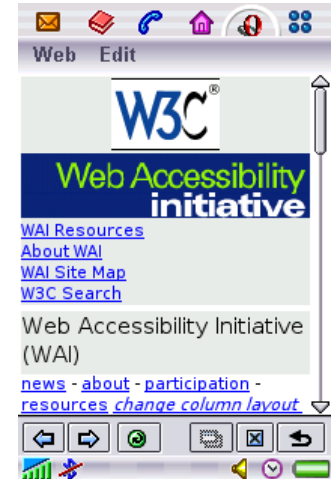 Web Edit
W3C®
Web Accessibility
initiative
WAI Resources
About WAI
WAI Site Map
W3C Search
Web Accessibility Initiative
(WAI)
news - about - participation -
resources change column layout